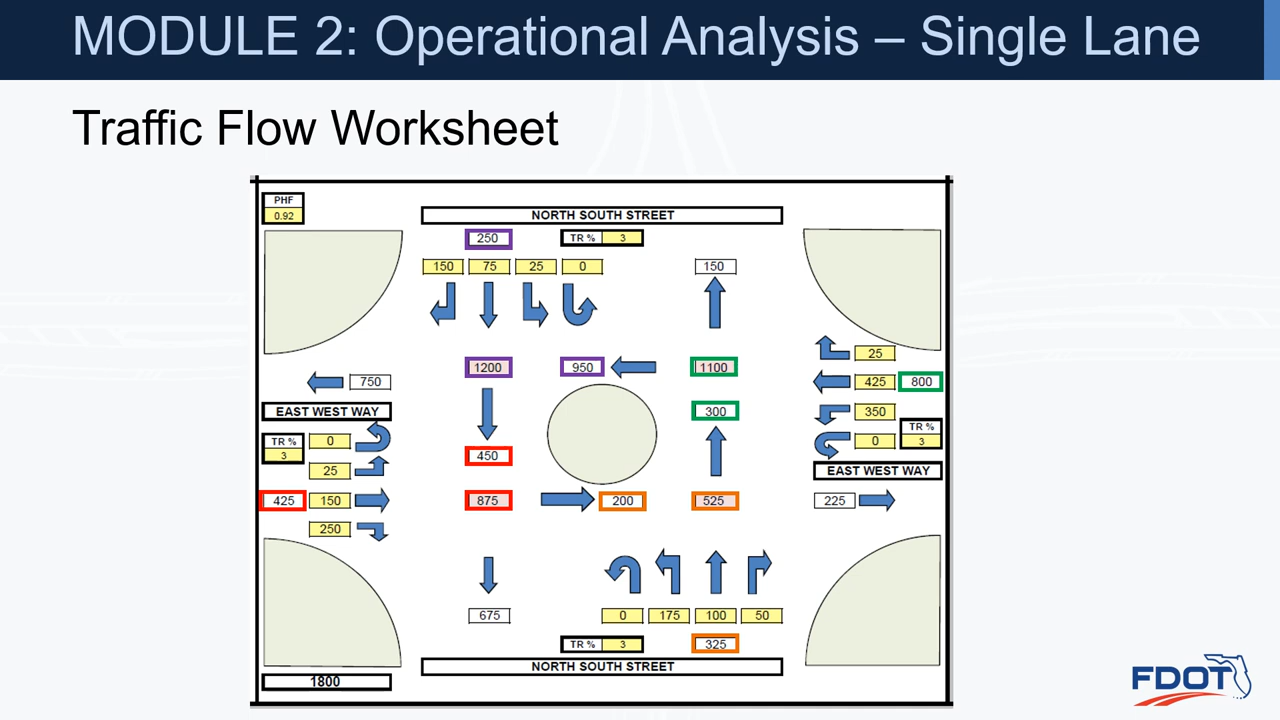 MODULE 2: Operational Analysis – Single Lane
Traffic Flow Worksheet
PHF
0.92
NORTH SOUTH STREET
250
TR % 3
150 75 25 0
150
25
1200 950 1100
750
425 800
EAST WEST WAY
300
350
TR %
3
0
TR %
3
0
25
450
EAST WEST WAY
425 150
875 200 525
225
250
675
0 175 100 50
TR % 3
325
NORTH SOUTH STREET
1800
FDOT